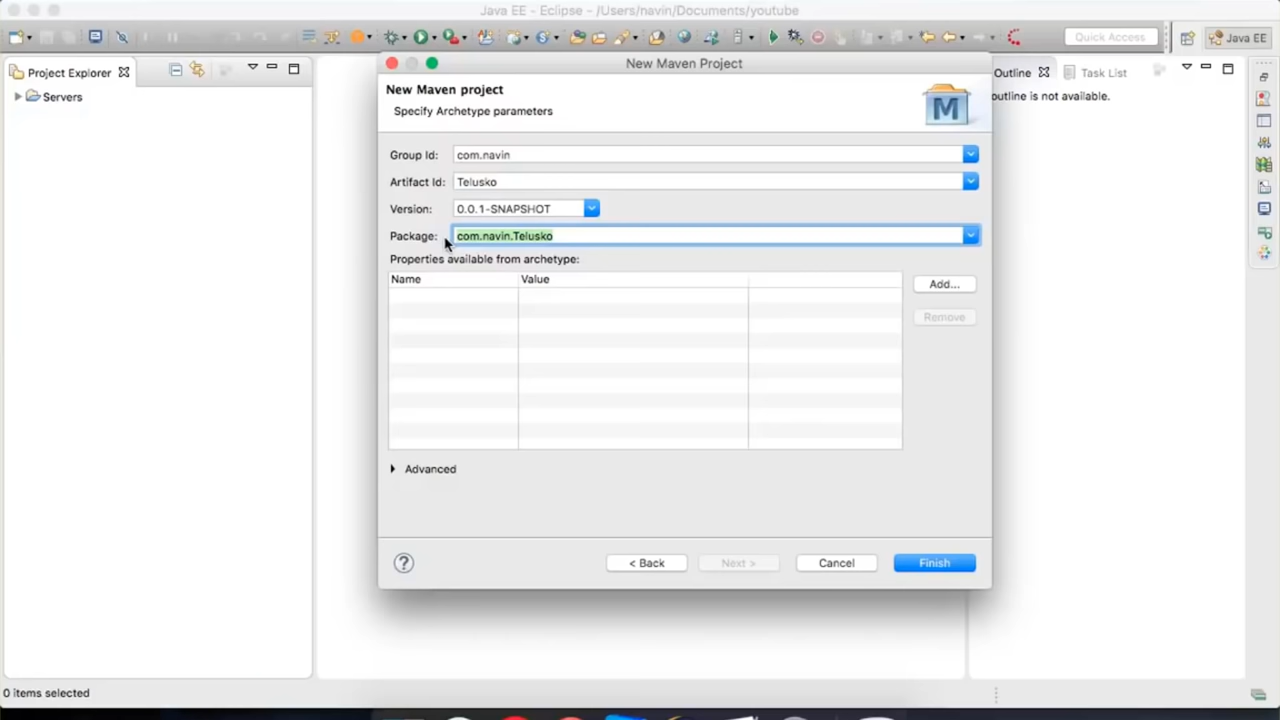 Java EE - Eclipse - /Users/navin/Documents/youtube
Quick Access
Java EE
Project Explorer
Servers
New Maven Project
New Maven project
Specify Archetype parameters
M
Group Id: com.navin
Artifact Id: Telusko
Version: 0.0.1-SNAPSHOT
Package: com.navin.Telusko
Properties available from archetype:
Name Value
Add...
Remove
Advanced
?
< Back Next > Cancel Finish
Outline Task List
outline is not available.
0 items selected